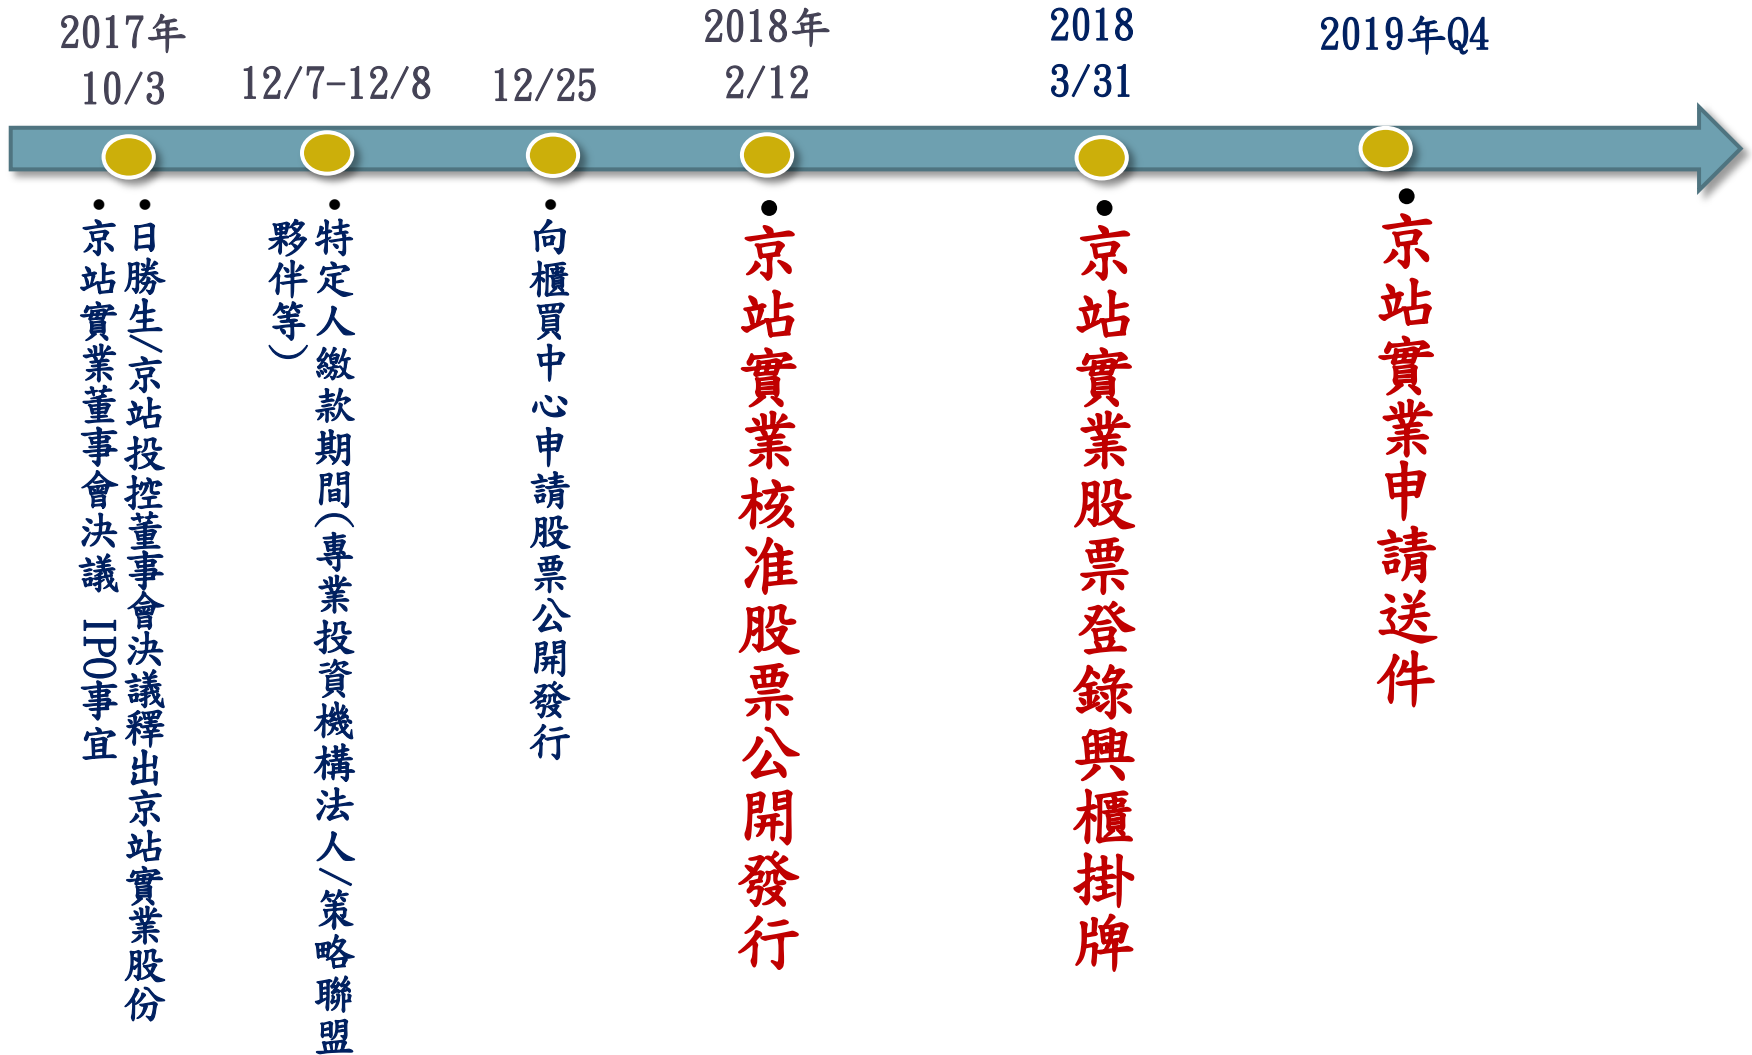 2017年
10/3
12/7-12/8
12/25
2018年
2/12
2018
3/31
2019年Q4
•日勝生/京站投控董事會決議釋出京站實業股份
•京站實業董事會決議 IPO事宜
•特定人繳款期間(專業投資機構法人/策略聯盟
夥伴等)
•向櫃買中心申請股票公開發行
•京站實業核准股票公開發行
•京站實業股票登錄興櫃掛牌
•京站實業申請送件